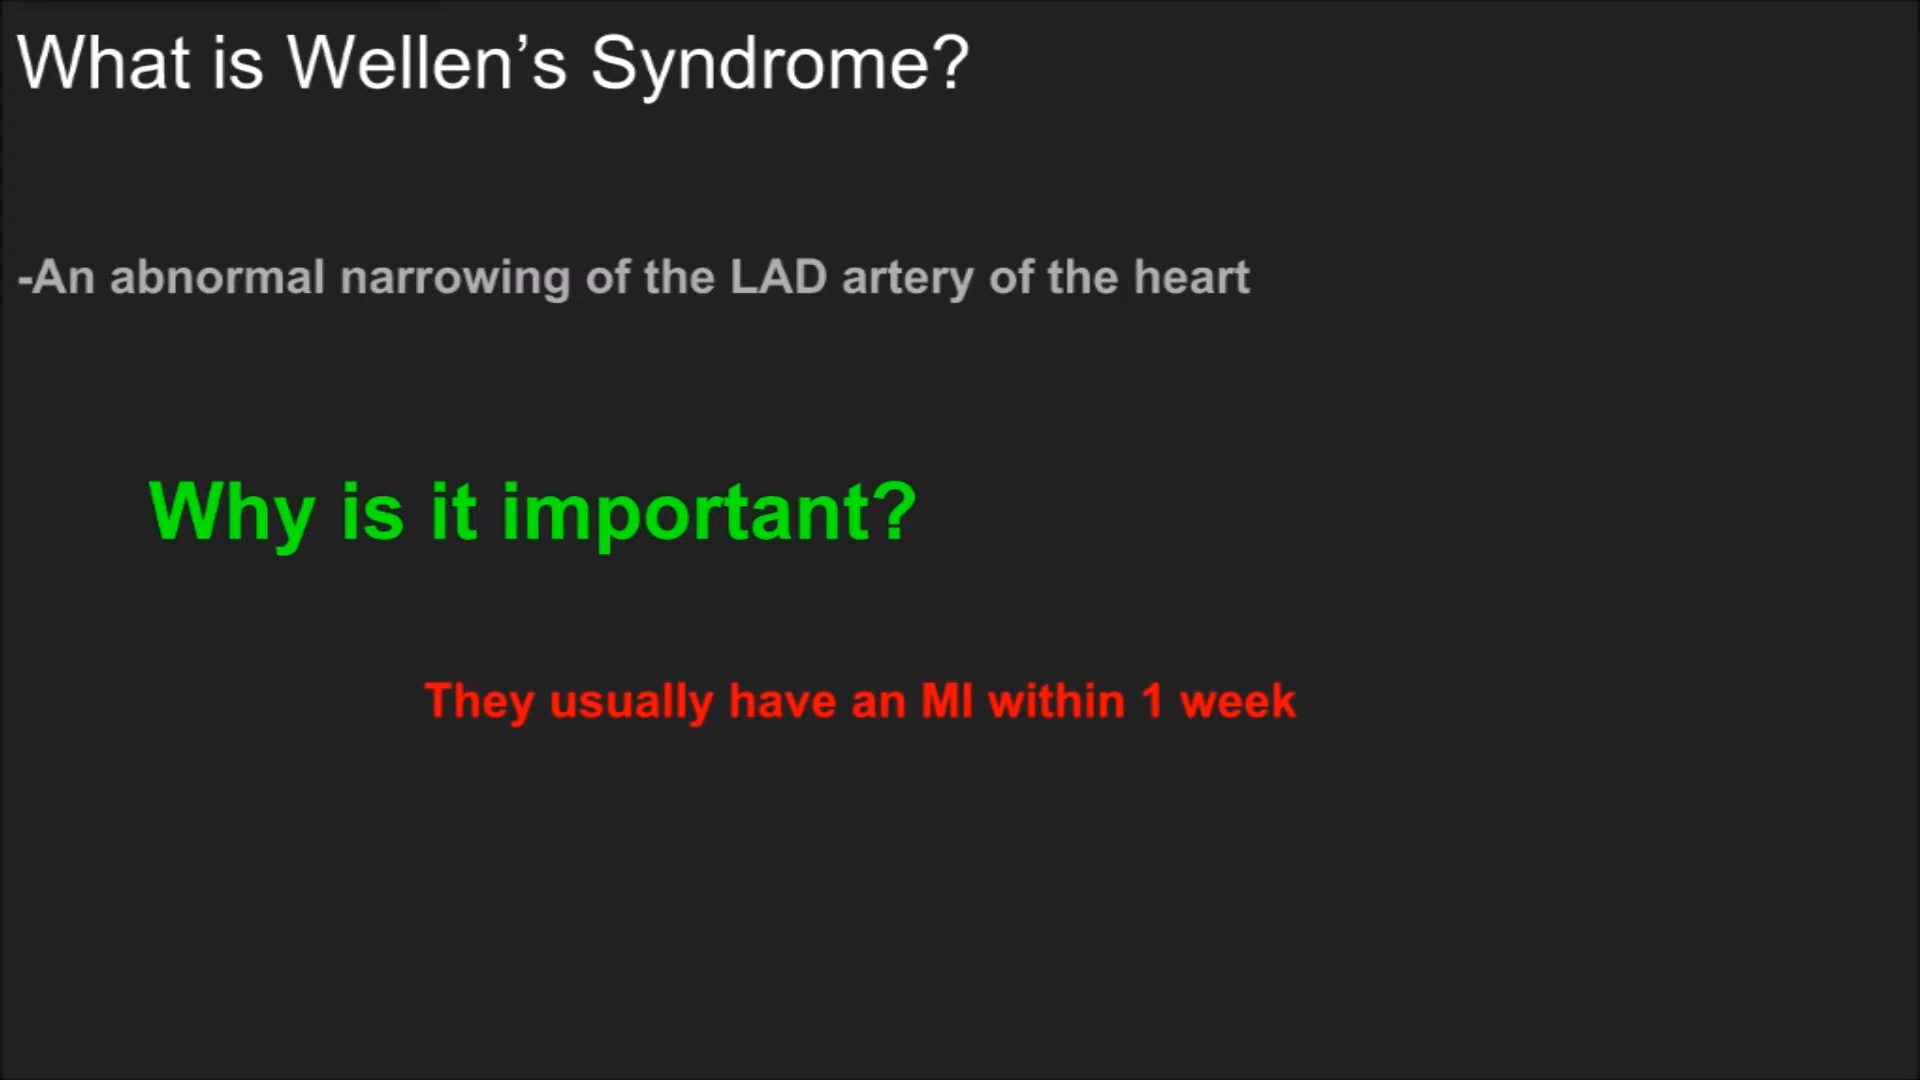 What is Wellen’s Syndrome?
-An abnormal narrowing of the LAD artery of the heart
Why is it important?
They usually have an MI within 1 week